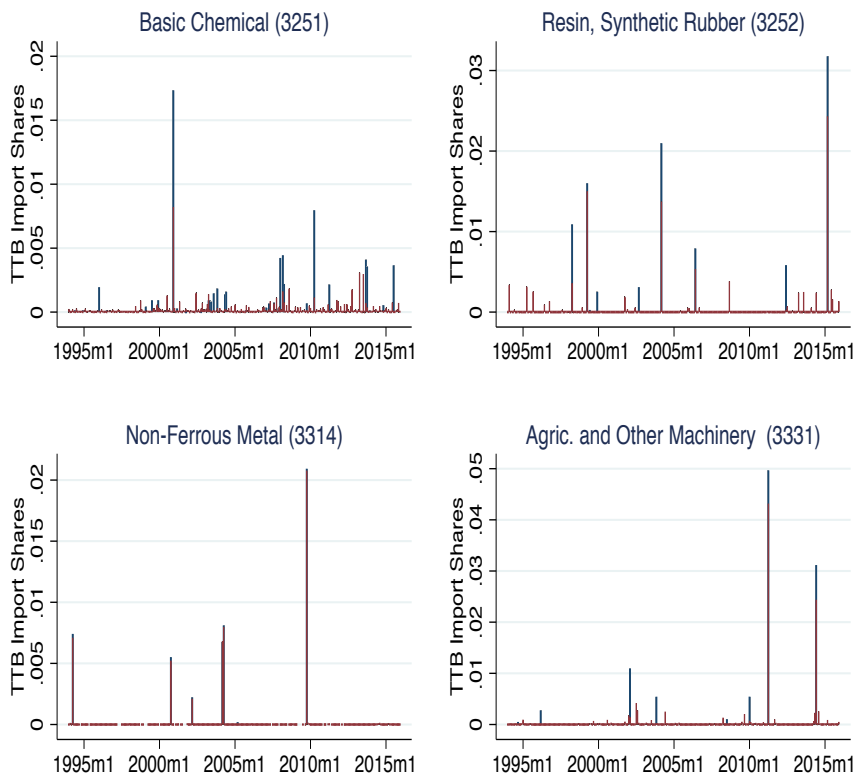 Basic Chemical (3251)
TTB Import Shares
.02
.015
.01
.005
0
1995m1 2000m1 2005m1 2010m1 2015m1
Resin, Synthetic Rubber (3252)
TTB Import Shares
.03
.02
.01
0
1995m1 2000m1 2005m1 2010m1 2015m1
Non-Ferrous Metal (3314)
TTB Import Shares
.02
.015
.01
.005
0
1995m1 2000m1 2005m1 2010m1 2015m1
Agric. and Other Machinery (3331)
TTB Import Shares
.05
.04
.03
.02
.01
0
1995m1 2000m1 2005m1 2010m1 2015m1